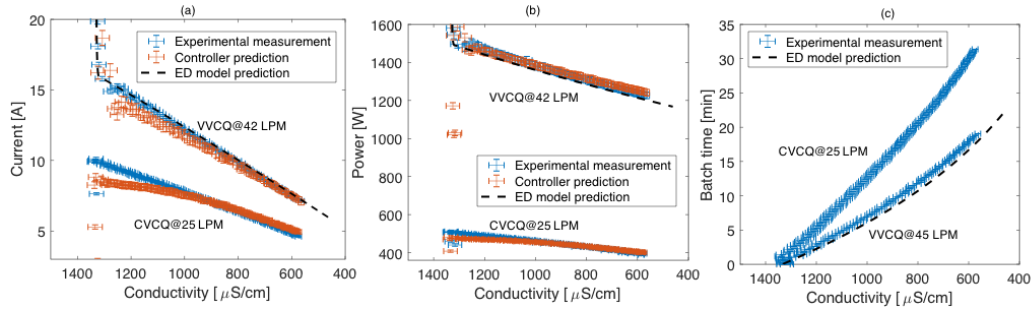 (a)
20
15
10
5
Current [A]
Experimental measurement
Controller prediction
ED model prediction
VVCQ@42 LPM
CVCQ@25 LPM
1400 1200 1000 800 600 400
Conductivity [ μS/cm]
(b)
1600
1400
1200
1000
800
600
400
Power [W]
VVCQ@42 LPM
Experimental measurement
Controller prediction
ED model prediction
CVCQ@25 LPM
1400 1200 1000 800 600 400
Conductivity [ μS/cm]
(c)
35
30
25
20
15
10
5
0
Batch time [min]
Experimental measurement
ED model prediction
CVCQ@25 LPM
VVCQ@45 LPM
1400 1200 1000 800 600 400
Conductivity [ μS/cm]